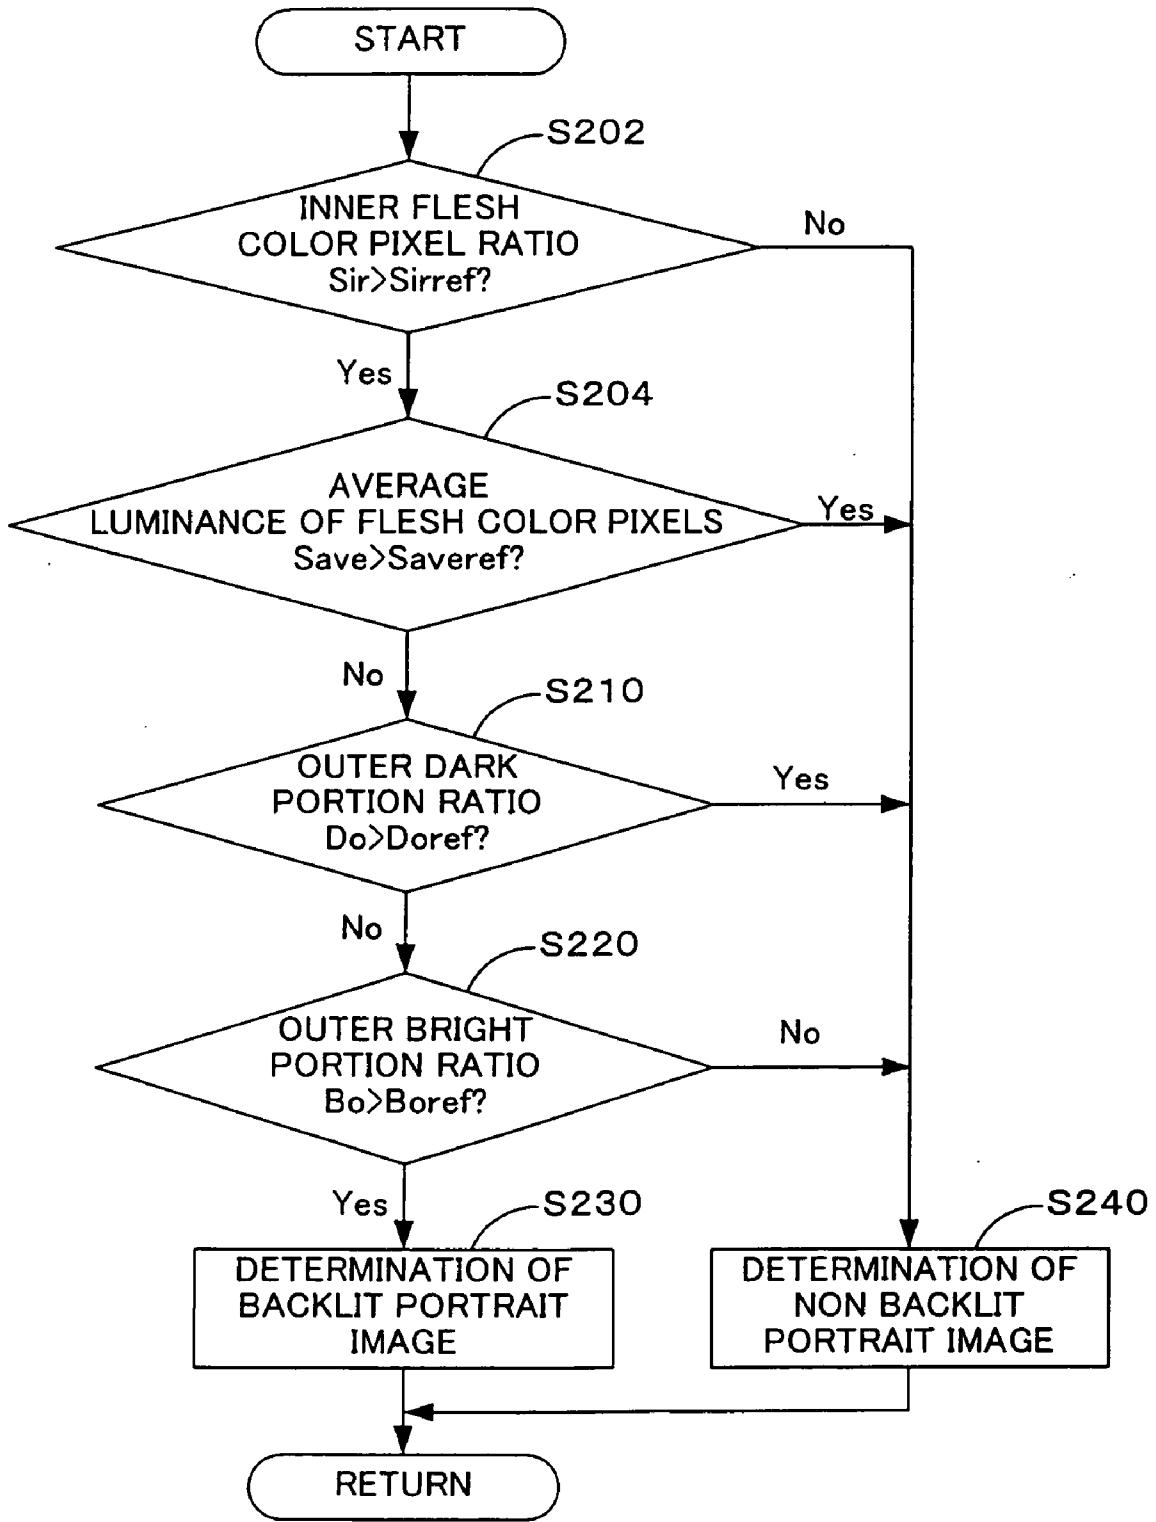 START
S202
INNER FLESH
COLOR PIXEL RATIO
Sir>Sirref?
No
Yes
S204
AVERAGE
LUMINANCE OF FLESH COLOR PIXELS
Save>Saveref?
Yes
No
S210
OUTER DARK
PORTION RATIO
Do>Doref?
Yes
No
S220
OUTER BRIGHT
PORTION RATIO
Bo>Boref?
No
Yes
S230
DETERMINATION OF
BACKLIT PORTRAIT
IMAGE
S240
DETERMINATION OF
NON BACKLIT
PORTRAIT IMAGE
RETURN